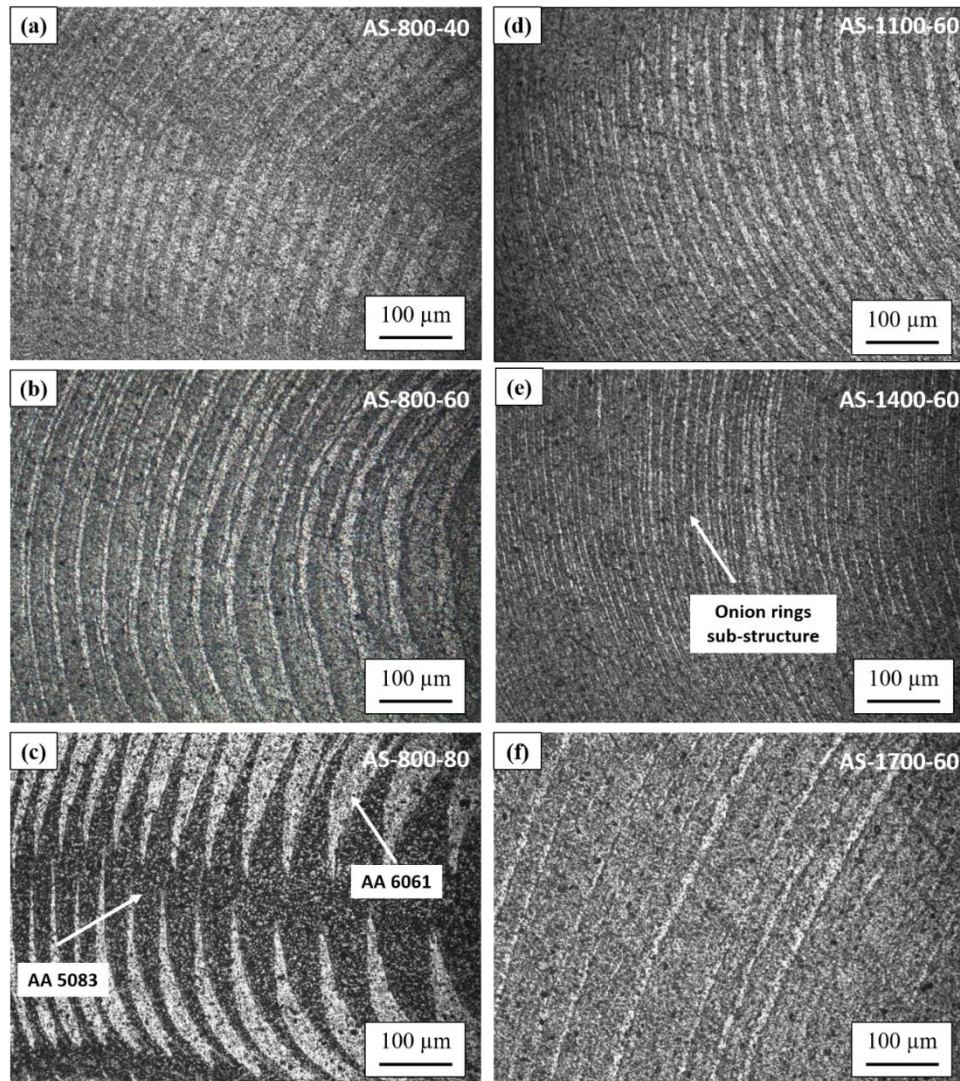 (a)
AS-800-40
100 µm
(d)
AS-1100-60
100 µm
(b)
AS-800-60
100 µm
(e)
AS-1400-60
Onion rings
sub-structure
100 µm
(c)
AS-800-80
AA 6061
AA 5083
100 µm
(f)
AS-1700-60
100 µm